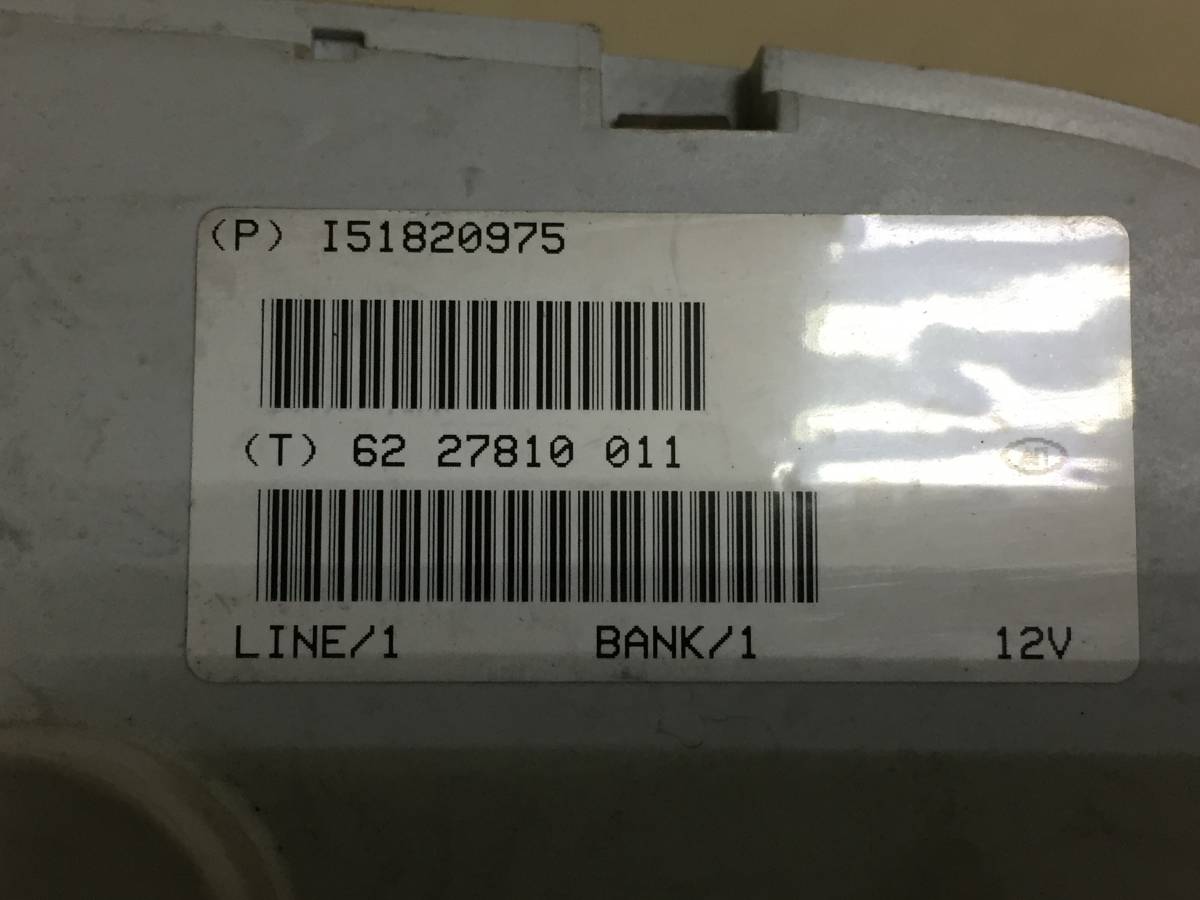 (P) I51820975
(T) 62 27810 011
LINE/1 BANK/1 12V